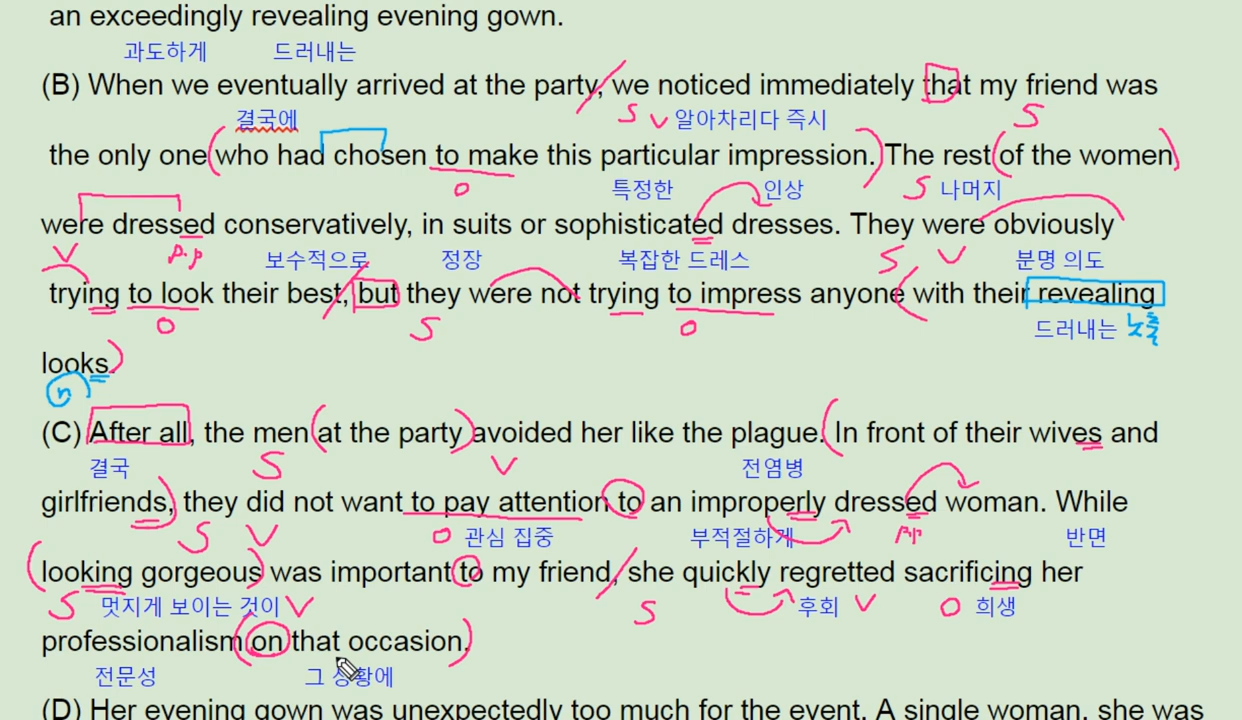 an exceedingly revealing evening gown.
과도하게 드러내는
(B) When we eventually arrived at the party, we noticed immediately that my friend was
결국에 S V 알아차리다 즉시 S
the only one who had chosen to make this particular impression. The rest of the women
o 특정한 인상 S 나머지
were dressed conservatively, in suits or sophisticated dresses. They were obviously
V p.p 보수적으로 정장 복잡한 드레스 S V 분명 의도
trying to look their best, but they were not trying to impress anyone with their revealing
o S o 드러내는 노출
looks.
n
(C) After all, the men at the party avoided her like the plague. In front of their wives and
결국 S V 전염병
girlfriends, they did not want to pay attention to an improperly dressed woman. While
S V o 관심 집중 부적절하게 pp 반면
looking gorgeous was important to my friend, she quickly regretted sacrificing her
S 멋지게 보이는 것이 V S 후회 V o 희생
professionalism on that occasion.
전문성 그 상황에
(D) Her evening gown was unexpectedly too much for the event. A single woman, she was